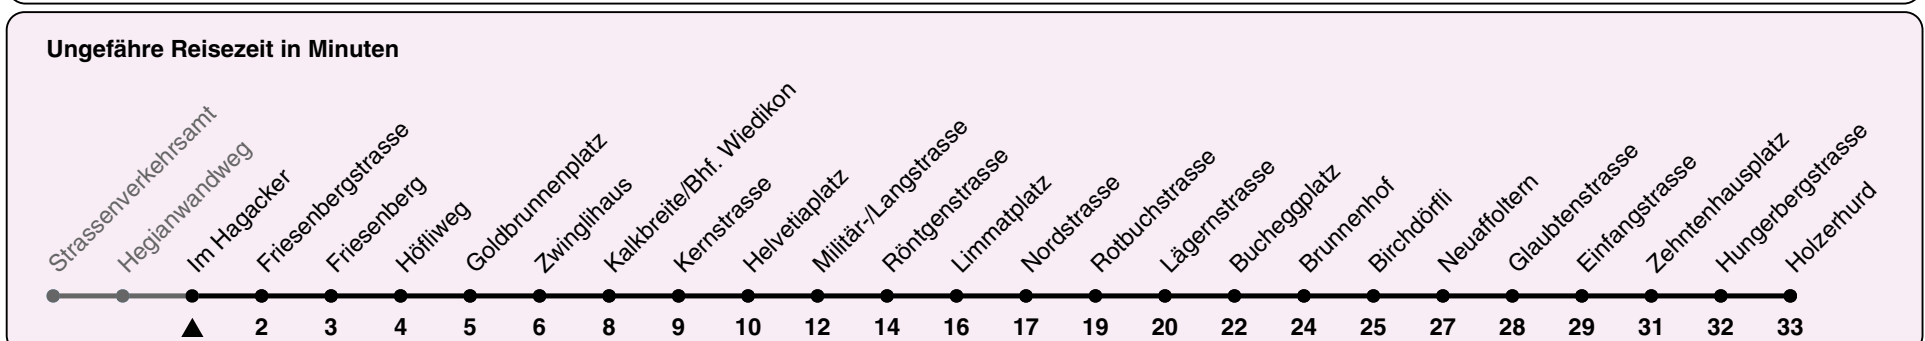 Ungefähre Reisezeit in Minuten
Strassenverkehrsamt
Hegianwandweg
Im Hagacker
Friesenbergstrasse
Friesenberg
Höfliweg
Goldbrunnenplatz
Zwinglihaus
Kalkbreite/Bhf. Wiedikon
Kernstrasse
Helvetiaplatz
Militär-/Langstrasse
Röntgenstrasse
Limmatplatz
Nordstrasse
Rotbuchstrasse
Lägernstrasse
Bucheggplatz
Brunnenhof
Birchdörfli
Neuaffoltern
Glaubtenstrasse
Einfangstrasse
Zehntenhausplatz
Hungerbergstrasse
Holzerhurd
2 3 4 5 6 8 9 10 12 14 16 17 19 20 22 24 25 27 28 29 31 32 33